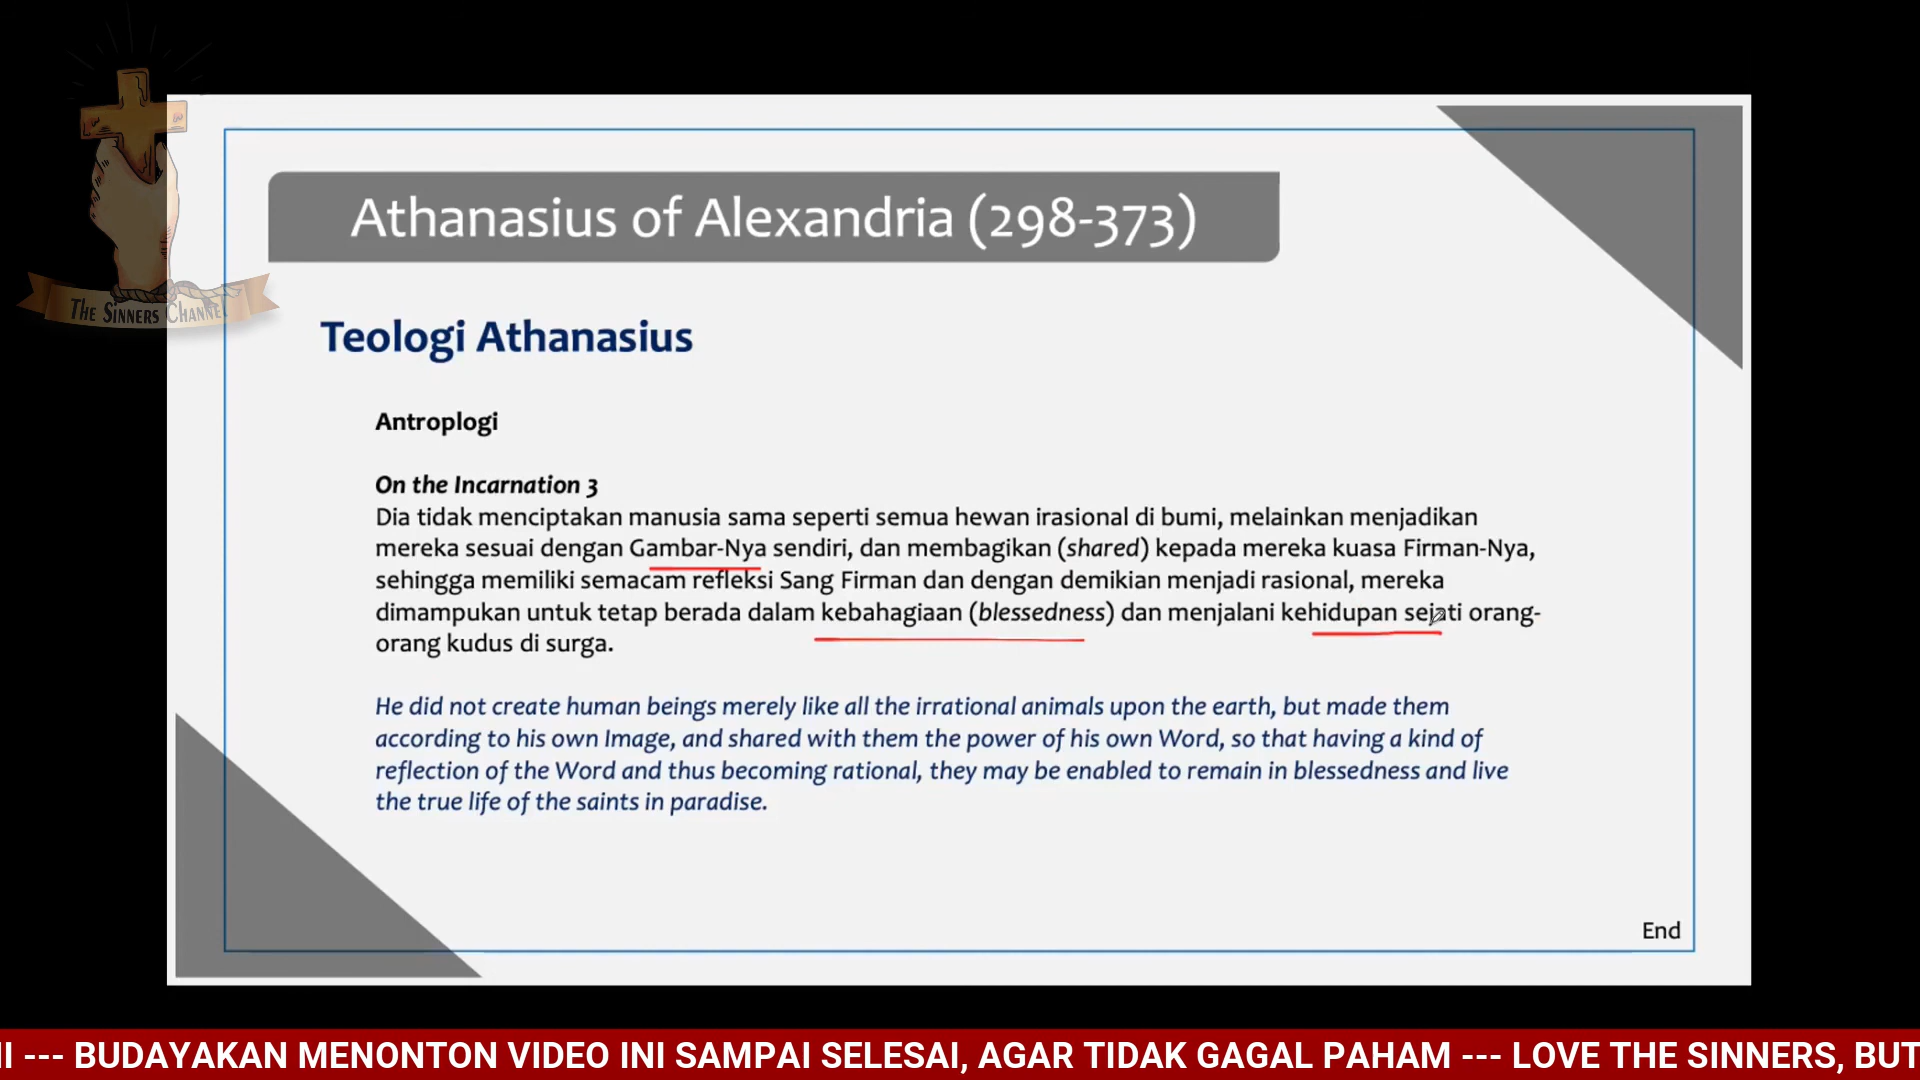 THE SINNERS CHANNEL
Athanasius of Alexandria (298-373)
Teologi Athanasius
Antroplogi
On the Incarnation 3
Dia tidak menciptakan manusia sama seperti semua hewan irasional di bumi, melainkan menjadikan
mereka sesuai dengan Gambar-Nya sendiri, dan membagikan (shared) kepada mereka kuasa Firman-Nya,
sehingga memiliki semacam refleksi Sang Firman dan dengan demikian menjadi rasional, mereka
dimampukan untuk tetap berada dalam kebahagiaan (blessedness) dan menjalani kehidupan sejati orang-
orang kudus di surga.
He did not create human beings merely like all the irrational animals upon the earth, but made them
according to his own Image, and shared with them the power of his own Word, so that having a kind of
reflection of the Word and thus becoming rational, they may be enabled to remain in blessedness and live
the true life of the saints in paradise.
End
--- BUDAYAKAN MENONTON VIDEO INI SAMPAI SELESAI, AGAR TIDAK GAGAL PAHAM --- LOVE THE SINNERS, BUT